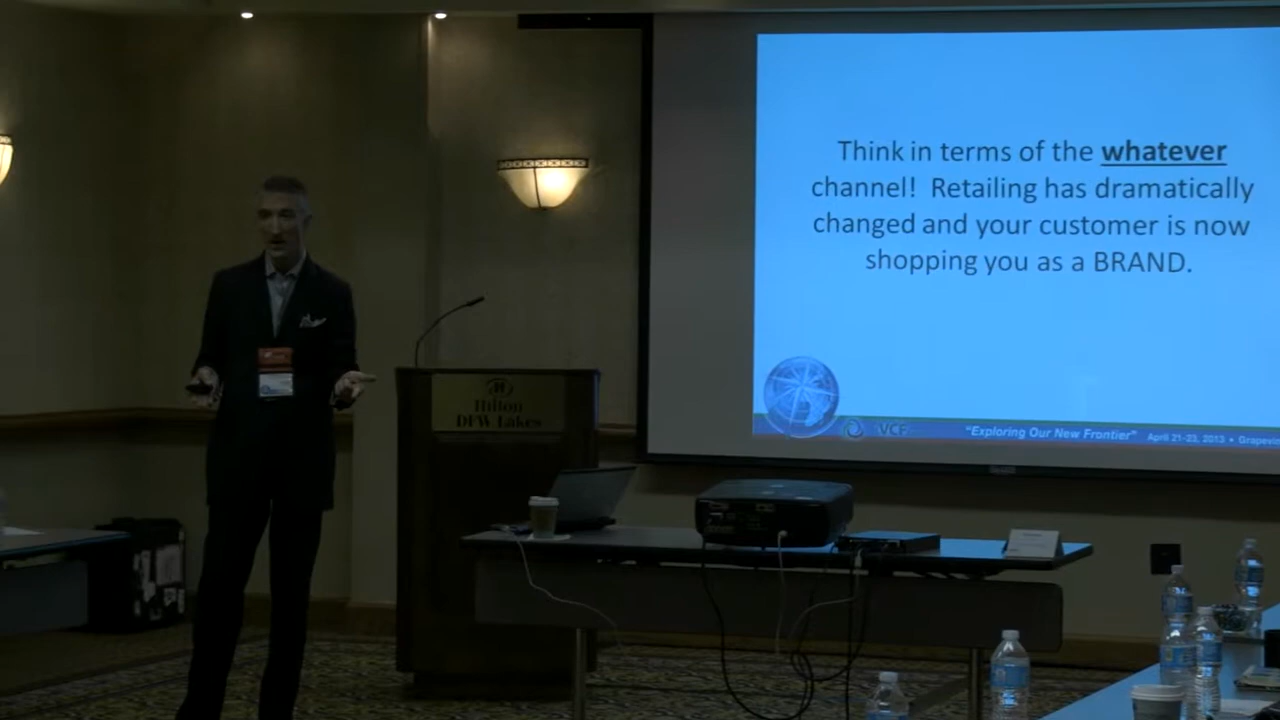 Think in terms of the whatever
channel!  Retailing has dramatically
changed and your customer is now
shopping you as a BRAND.
VCF "Exploring Our New Frontier" April 21-23, 2013 •
Hilton
DFW Lakes